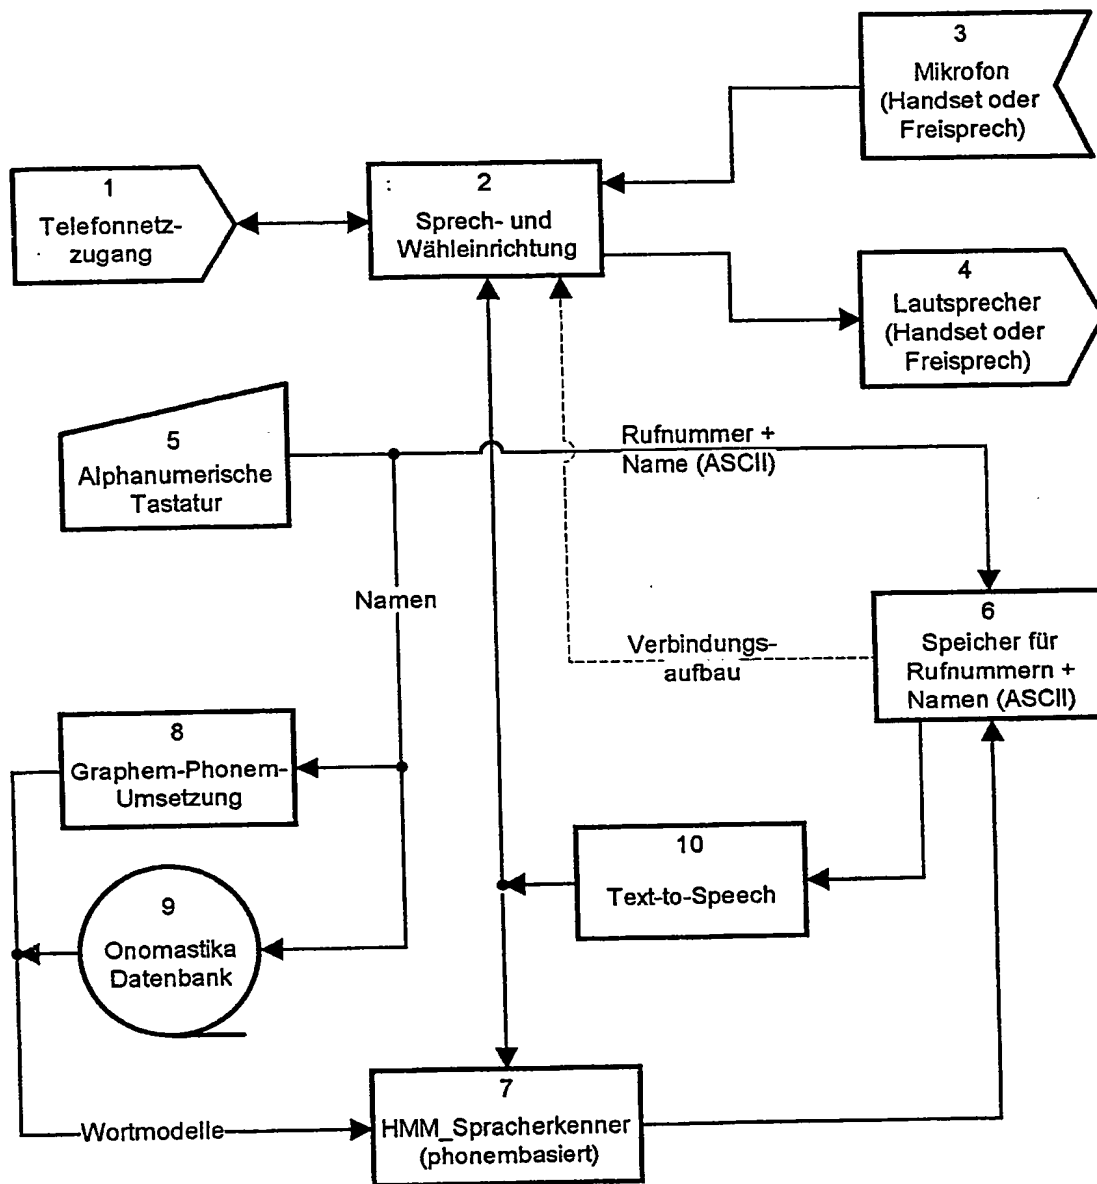 3
Mikrofon
(Handset oder
Freisprech)
1
Telefonnetz-
zugang
2
Sprech- und
Wähleinrichtung
4
Lautsprecher
(Handset oder
Freisprech)
5
Alphanumerische
Tastatur
Rufnummer +
Name (ASCII)
Namen
Verbindungs-
aufbau
6
Speicher für
Rufnummern +
Namen (ASCII)
8
Graphem-Phonem-
Umsetzung
10
Text-to-Speech
9
Onomastika
Datenbank
Wortmodelle
7
HMM_Spracherkenner
(phonembasiert)